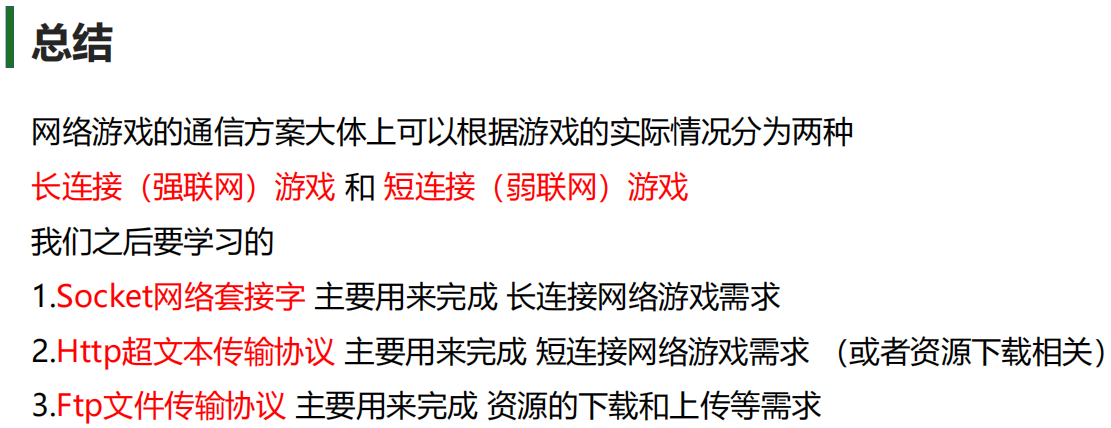 总结
网络游戏的通信方案大体上可以根据游戏的实际情况分为两种
长连接（强联网）游戏 和 短连接（弱联网）游戏
我们之后要学习的
1.Socket网络套接字 主要用来完成 长连接网络游戏需求
2.Http超文本传输协议 主要用来完成 短连接网络游戏需求 （或者资源下载相关）
3.Ftp文件传输协议 主要用来完成 资源的下载和上传等需求